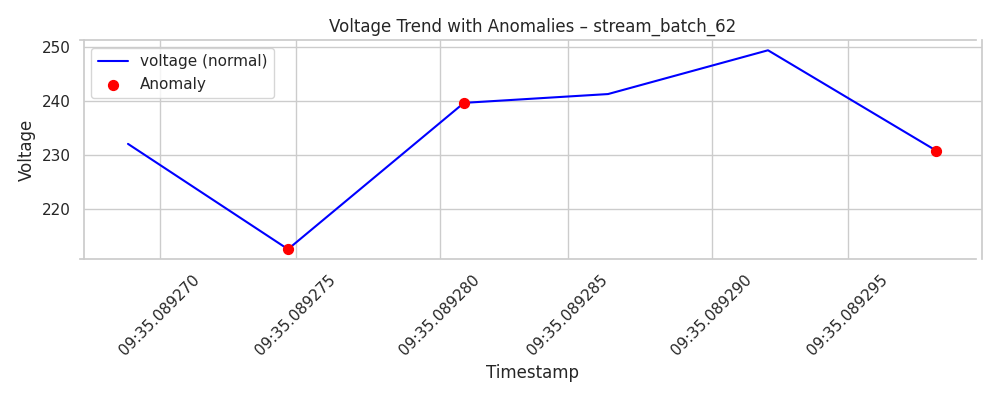 Voltage Trend with Anomalies – stream_batch_62
voltage (normal)
Anomaly
Voltage
250
240
230
220
09:35.089270
09:35.089275
09:35.089280
09:35.089285
09:35.089290
09:35.089295
Timestamp